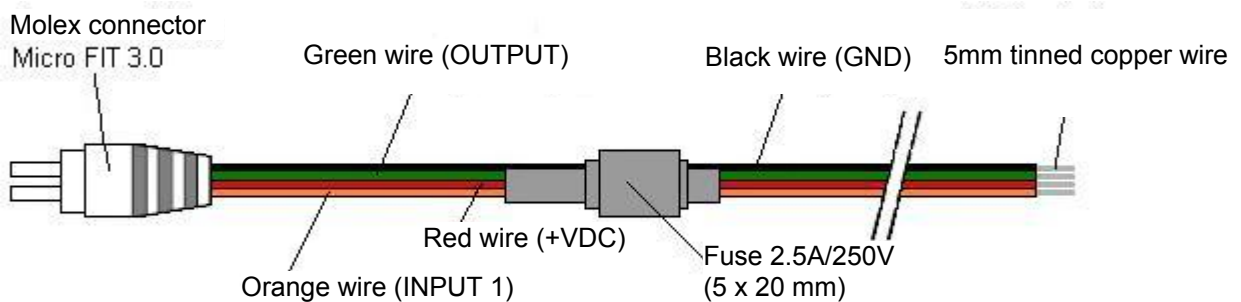 Molex connector
Micro FIT 3.0
Green wire (OUTPUT)
Black wire (GND)
5mm tinned copper wire
Red wire (+VDC)
Orange wire (INPUT 1)
Fuse 2.5A/250V
(5 x 20 mm)